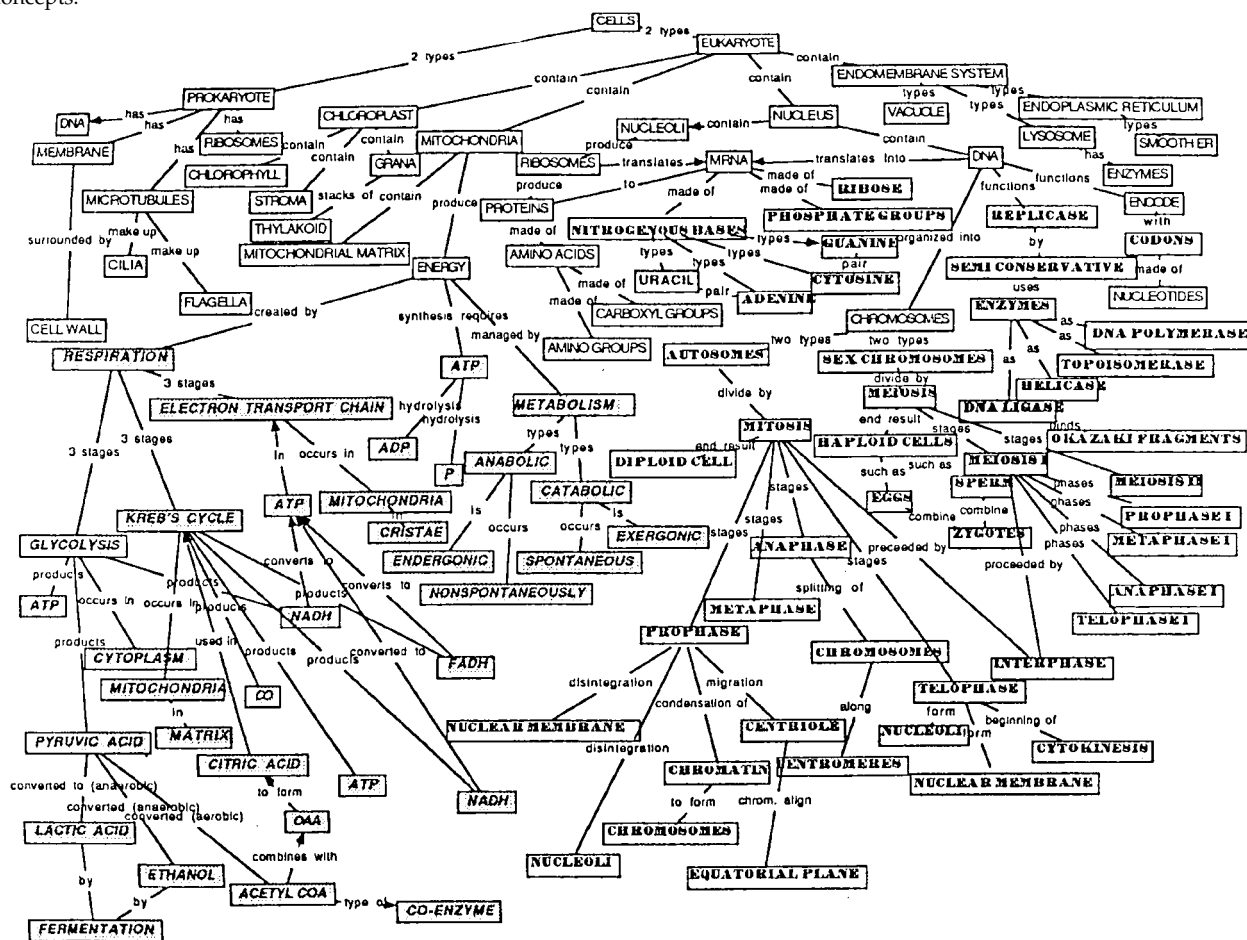 concepts.
CELLS
2 types
2 types
EUKARYOTE
contain
ENDOMEMBRANE SYSTEM
contain
contain
contain
types
types
types
PROKARYOTE
CHLOROPLAST
NUCLEUS
VACUOLE
ENDOPLASMIC RETICULUM
DNA
has
has
has
has
NUCLEOLI
contain
LYSOSOME
types
MEMBRANE
RIBOSOMES
contain
contain
MITOCHONDRIA
produce
contain
SMOOTH ER
CHLOROPHYLL
GRANA
RIBOSOMES
translates
MRNA
translates into
DNA
has
ENZYMES
MICROTUBULES
STROMA
stacks of
contain
produce
produce
to
made of
made of
made of
RIBOSE
functions
functions
PROTEINS
PHOSPHATE GROUPS
REPLICASE
ENCODE
make up
make up
THYLAKOID
made of
NITROGENOUS BASES
types
GUANINE
organized into
by
with
surrounded by
CILIA
MITOCHONDRIAL MATRIX
AMINO ACIDS
types
types
types
pair
CODONS
ENERGY
URACIL
pair
CYTOSINE
SEMI CONSERVATIVE
made of
FLAGELLA
made of
made of
ADENINE
uses
NUCLEOTIDES
created by
synthesis requires
CARBOXYL GROUPS
CHROMOSOMES
ENZYMES
CELL WALL
managed by
AMINO GROUPS
two types
two types
as
as
as
as
DNA POLYMERASE
RESPIRATION
AUTOSOMES
SEX CHROMOSOMES
TOPOISOMERASE
3 stages
ATP
divide by
divide by
HELICASE
ELECTRON TRANSPORT CHAIN
hydrolysis
hydrolysis
METABOLISM
MEIOSIS
DNA LIGASE
3 stages
3 stages
In
occurs in
ADP
types
types
MITOSIS
end result
end result
stages
stages
binds
HAPLOID CELLS
OKAZAKI FRAGMENTS
P
ANABOLIC
DIPLOID CELL
such as
such as
MEIOSIS I
ATP
MITOCHONDRIA
CATABOLIC
stages
EGGS
SPERM
phases
MEIOSIS II
KREB'S CYCLE
in
CRISTAE
is
occurs
occurs
is
stages
stages
combine
combine
phases
PROPHASE I
GLYCOLYSIS
EXERGONIC
ANAPHASE
stages
preceeded by
ZYGOTES
phases
METAPHASE I
converts to
ENDERGONIC
SPONTANEOUS
phases
proceeded by
products
products
products
products
converts to
NONSPONTANEOUSLY
splitting of
ANAPHASE I
ATP
occurs in
occurs in
NADH
METAPHASE
TELOPHASE I
products
used in
products
products
converted to
FADH
PROPHASE
CHROMOSOMES
INTERPHASE
CYTOPLASM
disintegration
migration
TELOPHASE
MITOCHONDRIA
CO
condensation of
along
form
beginning of
in
NUCLEAR MEMBRANE
CENTRIOLE
NUCLEOLI
form
PYRUVIC ACID
MATRIX
disintegration
CYTOKINESIS
CITRIC ACID
ATP
CHROMATIN
ENTROMERES
NUCLEAR MEMBRANE
converted to (anaerobic)
to form
NADH
to form
chrom. align
converted (anaerobic)
converted (aerobic)
LACTIC ACID
OAA
CHROMOSOMES
combines with
NUCLEOLI
EQUATORIAL PLANE
by
ETHANOL
by
ACETYL COA
type of
CO-ENZYME
FERMENTATION